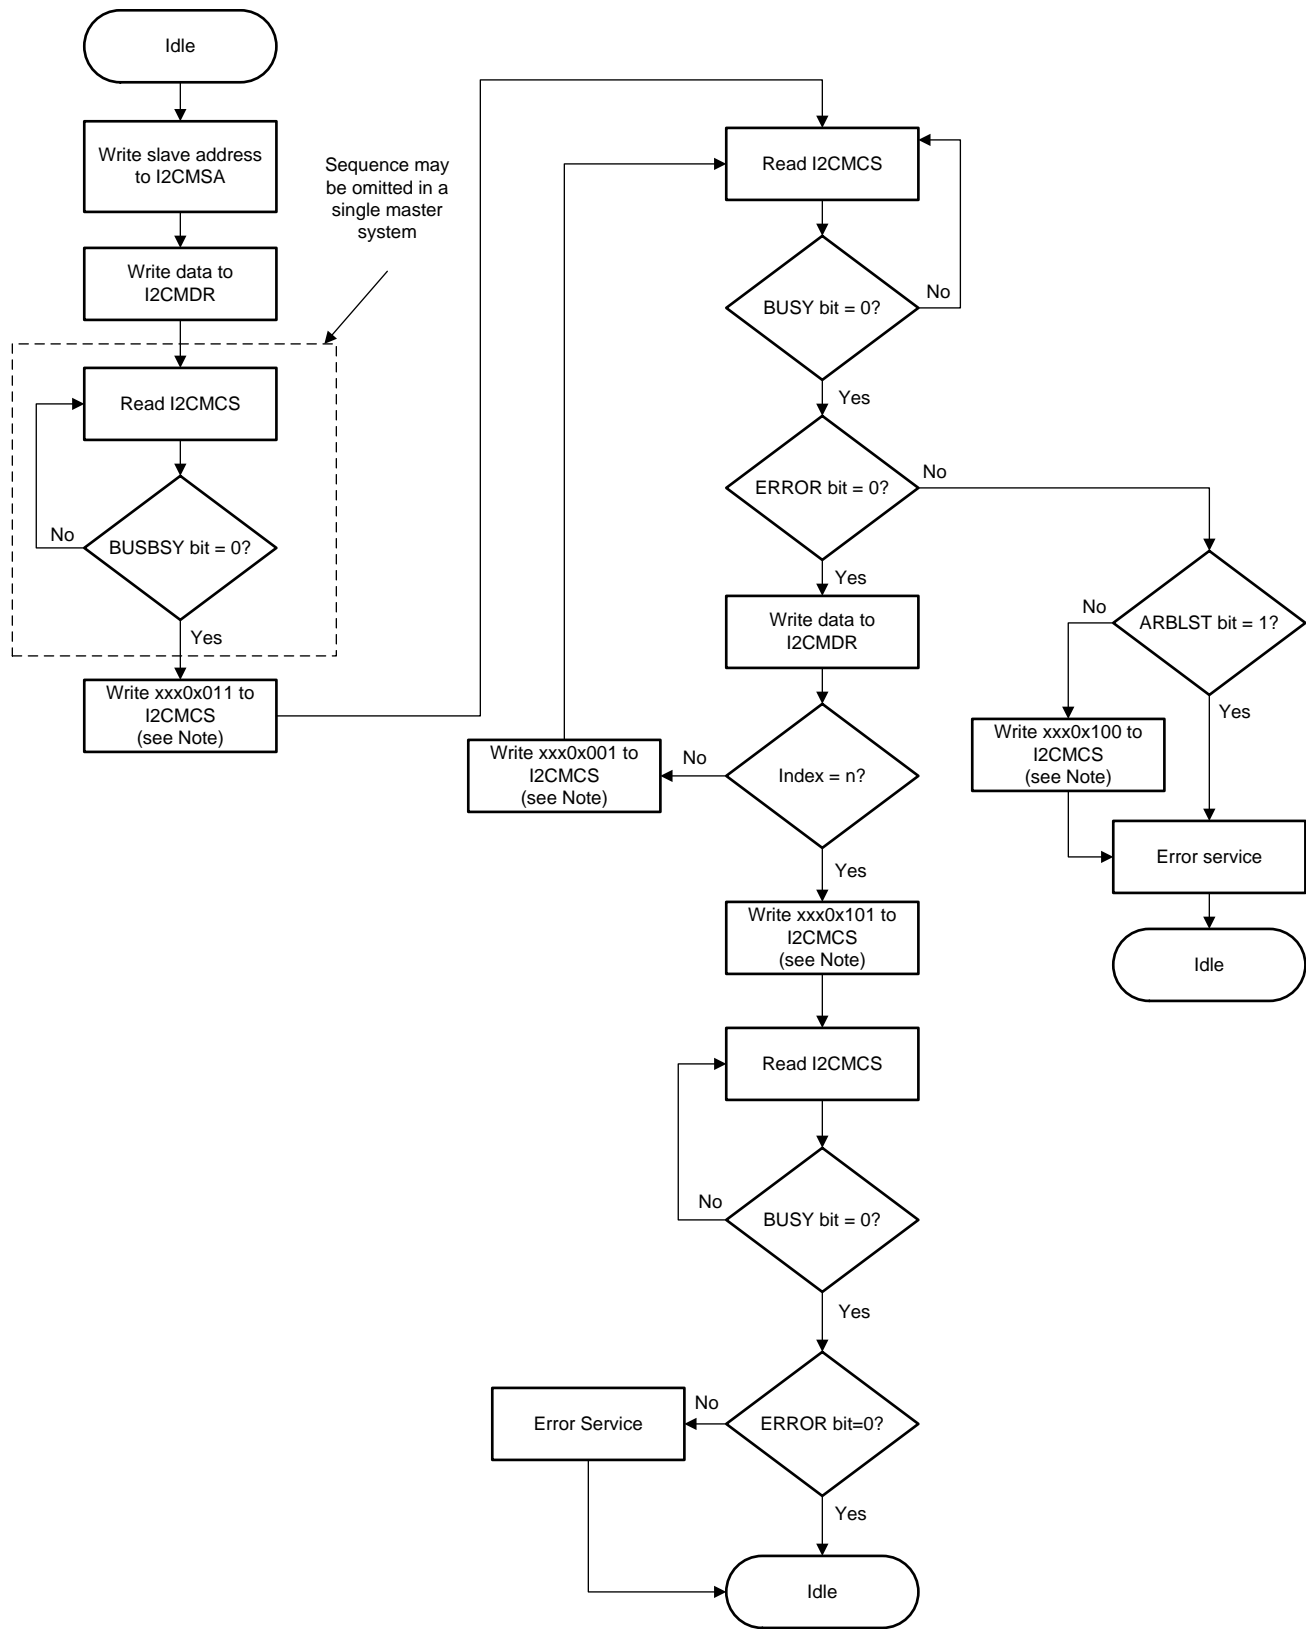 Idle
Write slave address
to I2CMSA
Write data to
I2CMDR
Sequence may
be omitted in a
single master
system
Read I2CMCS
No
BUSBSY bit = 0?
Yes
Write xxx0x011 to
I2CMCS
(see Note)
Read I2CMCS
BUSY bit = 0?
No
Yes
ERROR bit = 0?
No
Yes
Write data to
I2CMDR
Write xxx0x001 to
I2CMCS
(see Note)
No
Index = n?
Yes
Write xxx0x101 to
I2CMCS
(see Note)
Read I2CMCS
No
BUSY bit = 0?
Yes
Error Service
No
ERROR bit=0?
Yes
Idle
No
ARBLST bit = 1?
Yes
Write xxx0x100 to
I2CMCS
(see Note)
Error service
Idle